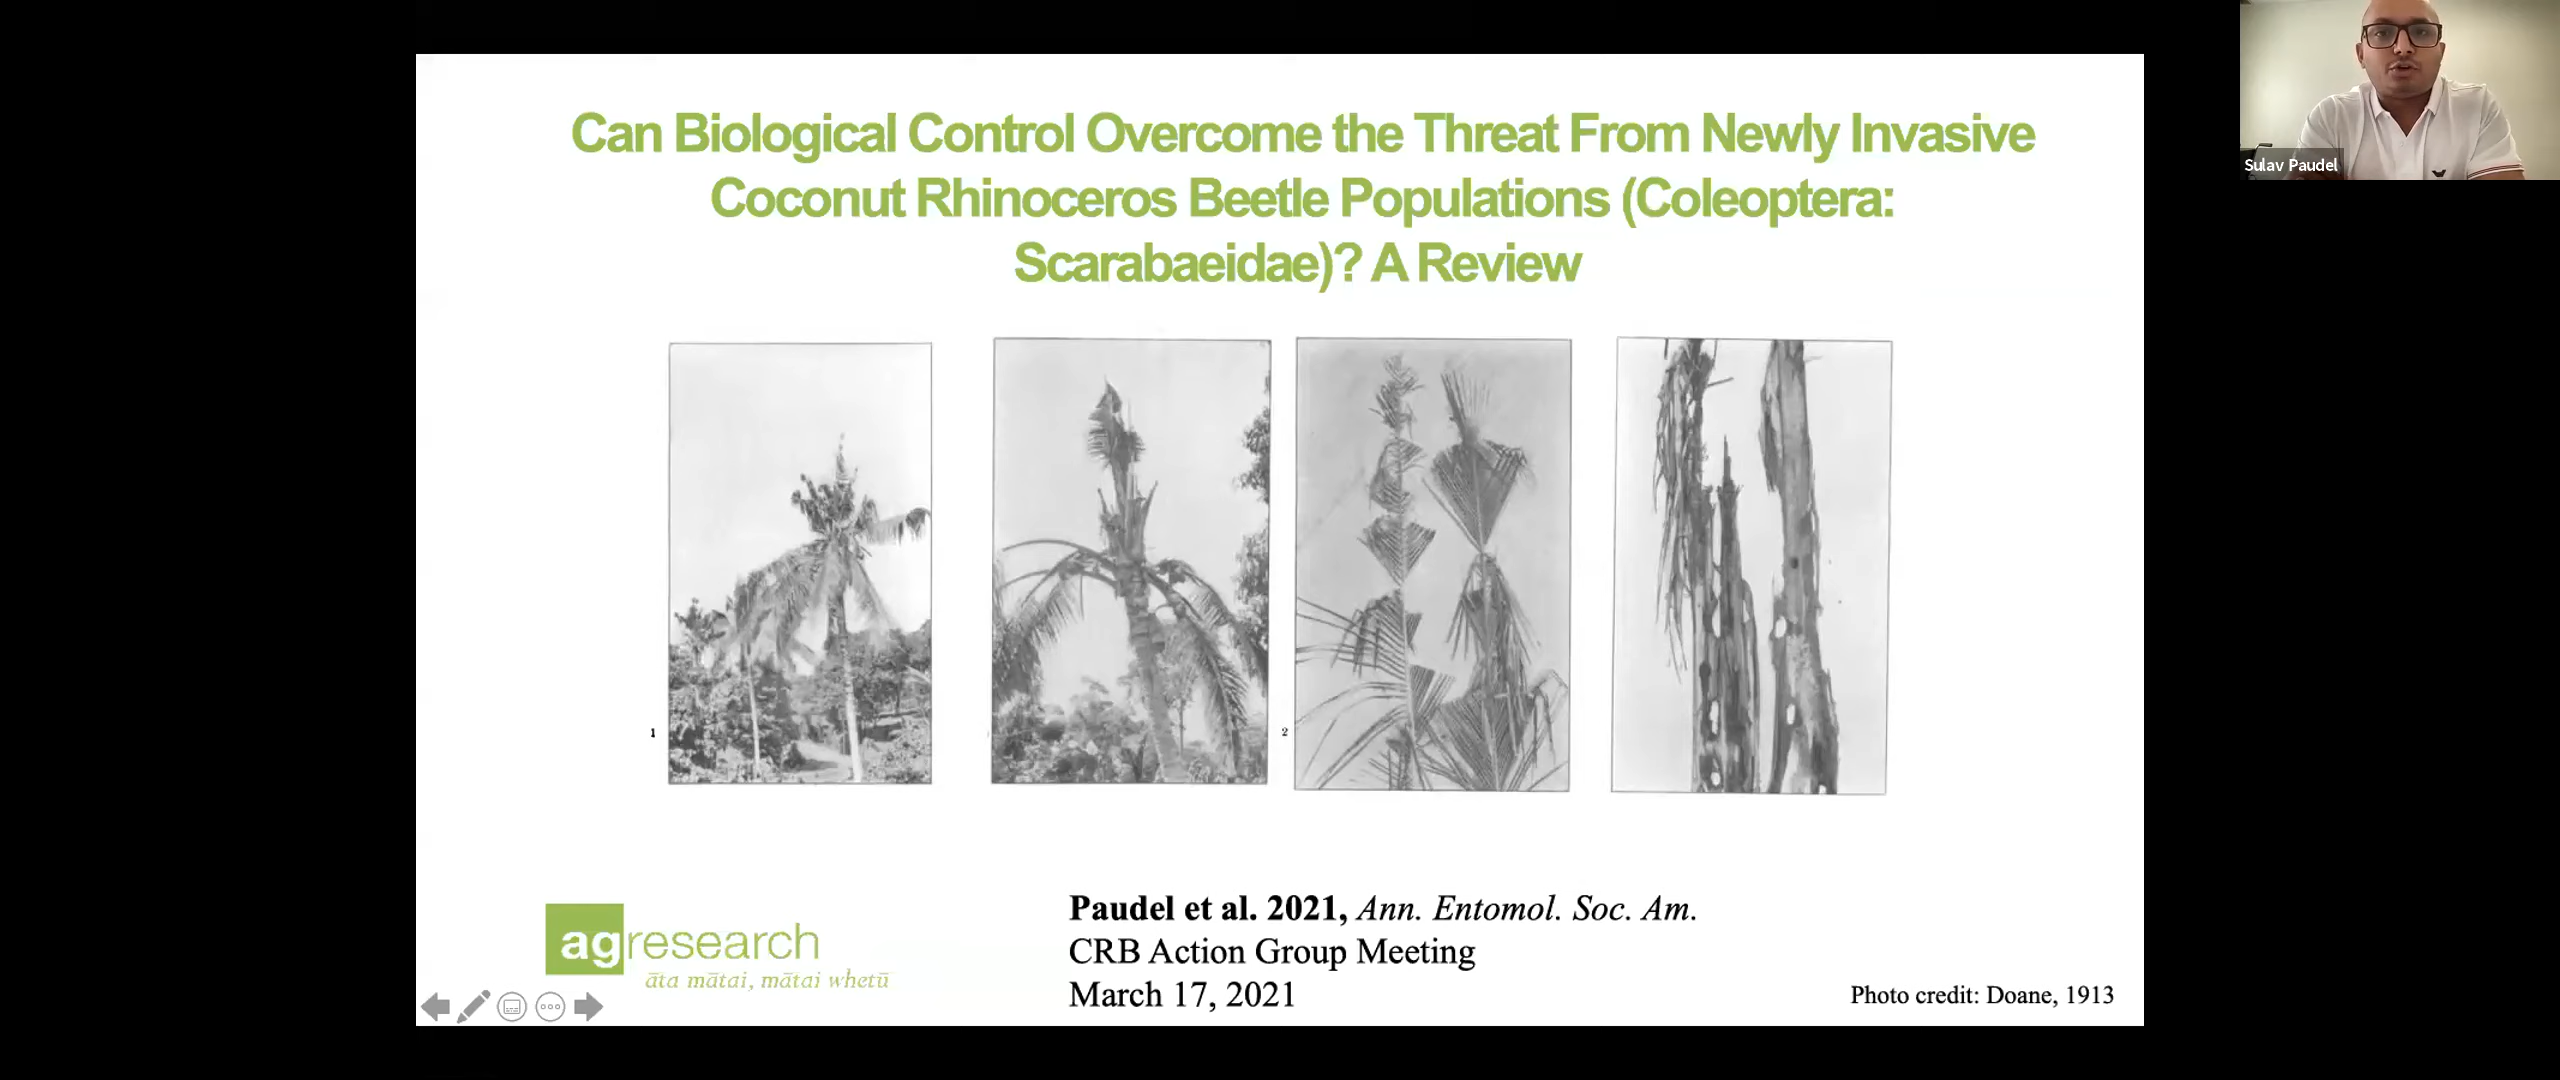 Can Biological Control Overcome the Threat From Newly Invasive
Coconut Rhinoceros Beetle Populations (Coleoptera:
Scarabaeidae)? A Review
Sulav Paudel
1
2
agresearch
āta mātai, mātai whetū
Paudel et al. 2021, Ann. Entomol. Soc. Am.
CRB Action Group Meeting
March 17, 2021
Photo credit: Doane, 1913